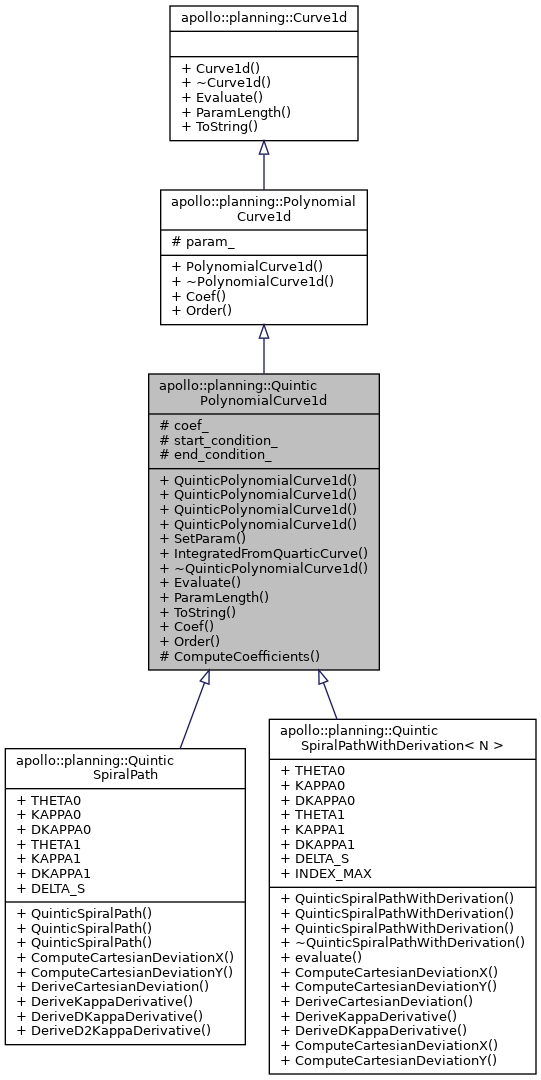 apollo::planning::Curve1d
+ Curve1d()
+ ~Curve1d()
+ Evaluate()
+ ParamLength()
+ ToString()
apollo::planning::Polynomial
Curve1d
# param_
+ PolynomialCurve1d()
+ ~PolynomialCurve1d()
+ Coef()
+ Order()
apollo::planning::Quintic
PolynomialCurve1d
# coef_
# start_condition_
# end_condition_
+ QuinticPolynomialCurve1d()
+ QuinticPolynomialCurve1d()
+ QuinticPolynomialCurve1d()
+ QuinticPolynomialCurve1d()
+ SetParam()
+ IntegratedFromQuarticCurve()
+ ~QuinticPolynomialCurve1d()
+ Evaluate()
+ ParamLength()
+ ToString()
+ Coef()
+ Order()
# ComputeCoefficients()
apollo::planning::Quintic
SpiralPath
+ THETA0
+ KAPPA0
+ DKAPPA0
+ THETA1
+ KAPPA1
+ DKAPPA1
+ DELTA_S
+ QuinticSpiralPath()
+ QuinticSpiralPath()
+ QuinticSpiralPath()
+ ComputeCartesianDeviationX()
+ ComputeCartesianDeviationY()
+ DeriveCartesianDeviation()
+ DeriveKappaDerivative()
+ DeriveDKappaDerivative()
+ DeriveD2KappaDerivative()
apollo::planning::Quintic
SpiralPathWithDerivation< N >
+ THETA0
+ KAPPA0
+ DKAPPA0
+ THETA1
+ KAPPA1
+ DKAPPA1
+ DELTA_S
+ INDEX_MAX
+ QuinticSpiralPathWithDerivation()
+ QuinticSpiralPathWithDerivation()
+ QuinticSpiralPathWithDerivation()
+ ~QuinticSpiralPathWithDerivation()
+ evaluate()
+ ComputeCartesianDeviationX()
+ ComputeCartesianDeviationY()
+ DeriveCartesianDeviation()
+ DeriveKappaDerivative()
+ DeriveDKappaDerivative()
+ ComputeCartesianDeviationX()
+ ComputeCartesianDeviationY()